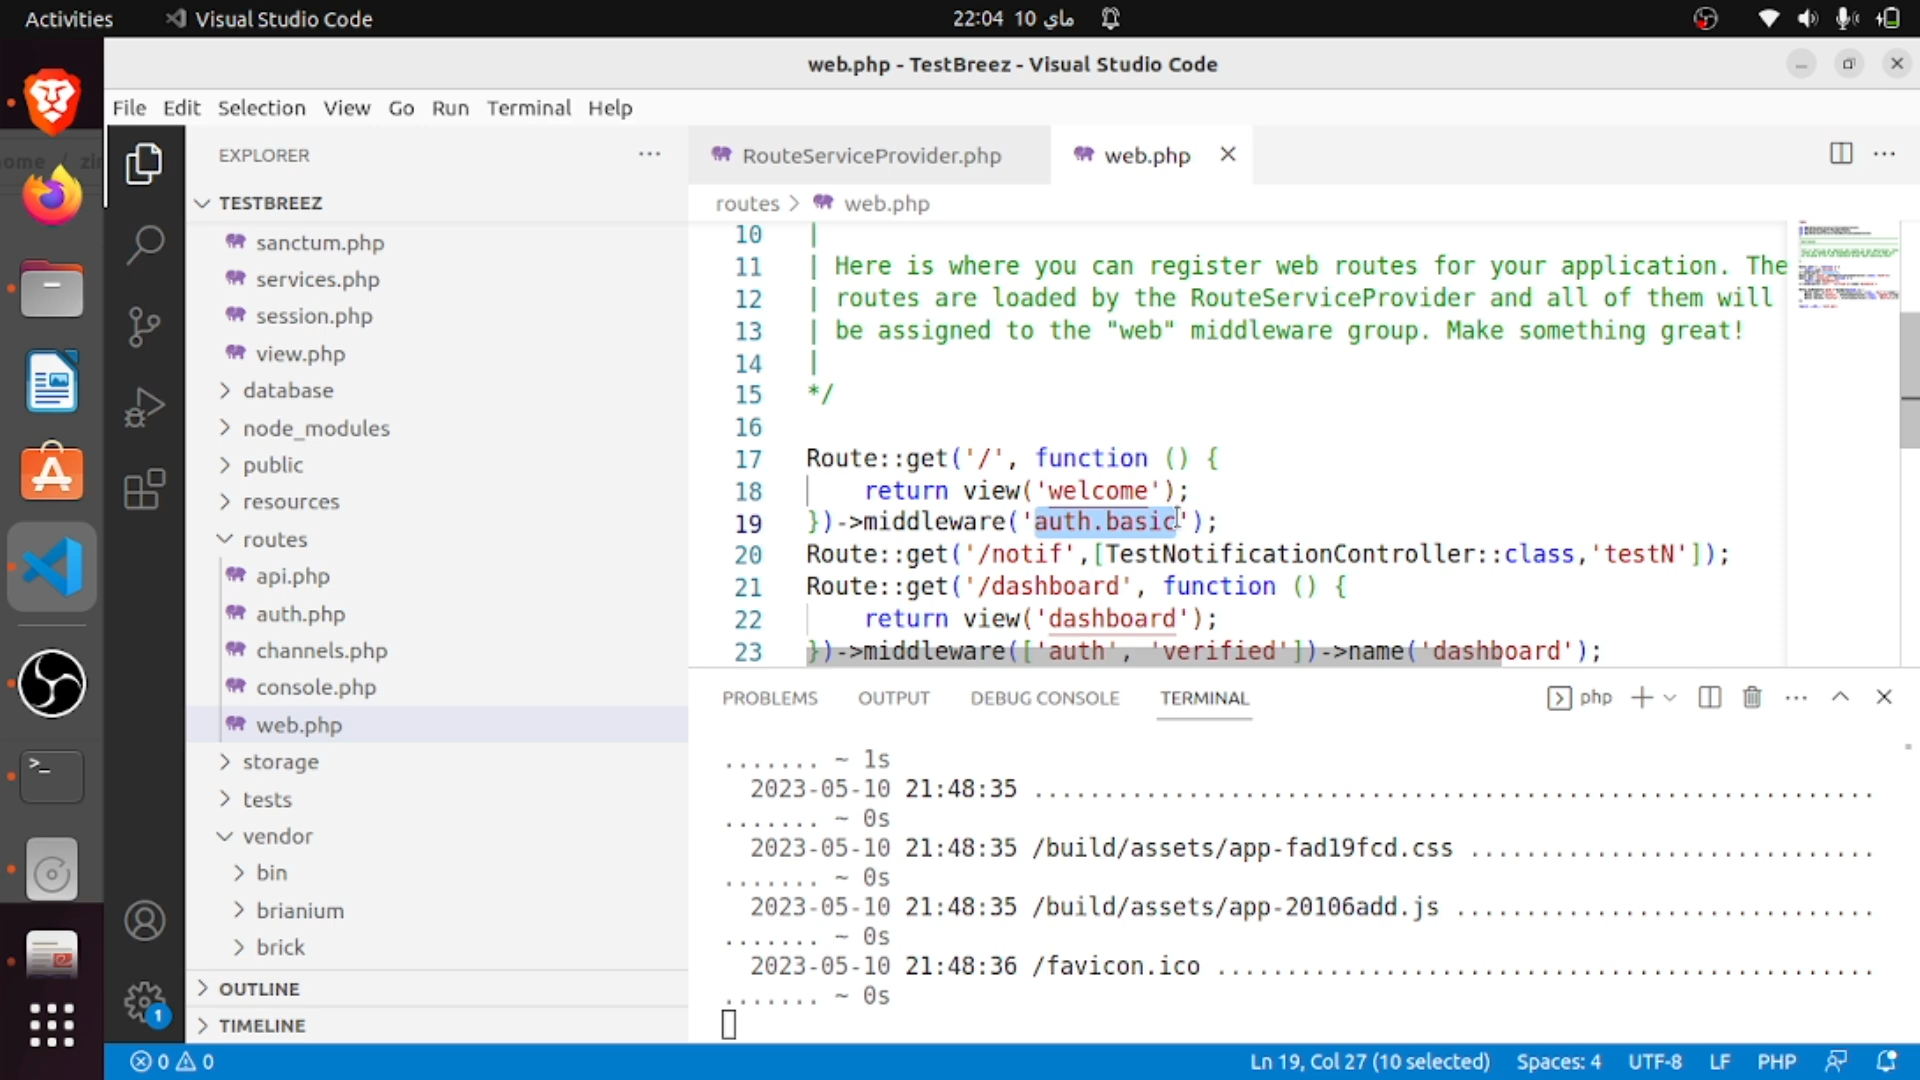 Activities
Visual Studio Code
22:04 10 ماي
web.php - TestBreez - Visual Studio Code
File Edit Selection View Go Run Terminal Help
EXPLORER
TESTBREEZ
sanctum.php
services.php
session.php
view.php
database
node_modules
public
resources
routes
api.php
auth.php
channels.php
console.php
web.php
storage
tests
vendor
bin
brianium
brick
OUTLINE
TIMELINE
1
RouteServiceProvider.php
web.php
routes > web.php
10 |
11 | Here is where you can register web routes for your application. The
12 | routes are loaded by the RouteServiceProvider and all of them will
13 | be assigned to the "web" middleware group. Make something great!
14 |
15 */
16
17 Route::get('/', function () {
18 return view('welcome');
19 })->middleware('auth.basic');
20 Route::get('/notif',[TestNotificationController::class,'testN']);
21 Route::get('/dashboard', function () {
22 return view('dashboard');
23 })->middleware(['auth', 'verified'])->name('dashboard');
PROBLEMS OUTPUT DEBUG CONSOLE TERMINAL
php
....... ~ 1s
2023-05-10 21:48:35 ...........................................................
....... ~ 0s
2023-05-10 21:48:35 /build/assets/app-fad19fcd.css .............................
....... ~ 0s
2023-05-10 21:48:35 /build/assets/app-20106add.js ..............................
....... ~ 0s
2023-05-10 21:48:36 /favicon.ico ...............................................
....... ~ 0s
0 0
Ln 19, Col 27 (10 selected) Spaces: 4 UTF-8 LF PHP